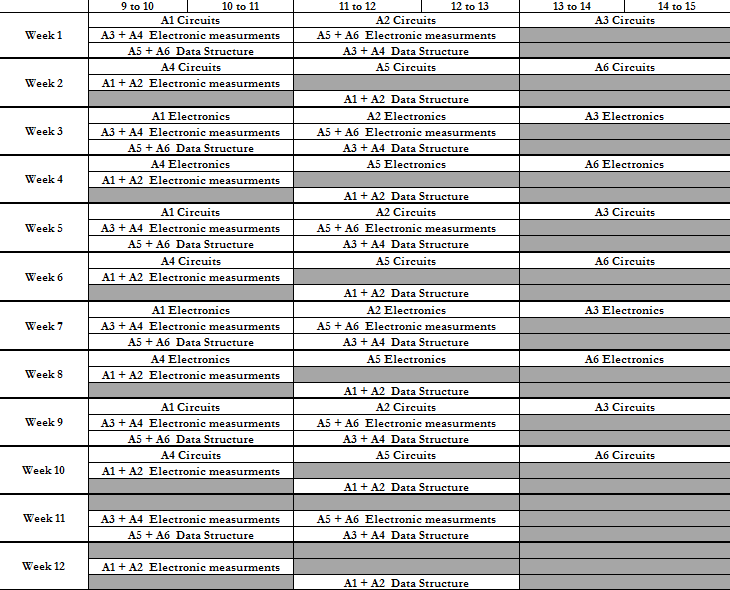 9 to 10 10 to 11 11 to 12 12 to 13 13 to 14 14 to 15
A1 Circuits A2 Circuits A3 Circuits
Week 1 A3 + A4 Electronic measurments A5 + A6 Electronic measurments
A5 + A6 Data Structure A3 + A4 Data Structure
A4 Circuits A5 Circuits A6 Circuits
Week 2 A1 + A2 Electronic measurments
A1 + A2 Data Structure
A1 Electronics A2 Electronics A3 Electronics
Week 3 A3 + A4 Electronic measurments A5 + A6 Electronic measurments
A5 + A6 Data Structure A3 + A4 Data Structure
A4 Electronics A5 Electronics A6 Electronics
Week 4 A1 + A2 Electronic measurments
A1 + A2 Data Structure
A1 Circuits A2 Circuits A3 Circuits
Week 5 A3 + A4 Electronic measurments A5 + A6 Electronic measurments
A5 + A6 Data Structure A3 + A4 Data Structure
A4 Circuits A5 Circuits A6 Circuits
Week 6 A1 + A2 Electronic measurments
A1 + A2 Data Structure
A1 Electronics A2 Electronics A3 Electronics
Week 7 A3 + A4 Electronic measurments A5 + A6 Electronic measurments
A5 + A6 Data Structure A3 + A4 Data Structure
A4 Electronics A5 Electronics A6 Electronics
Week 8 A1 + A2 Electronic measurments
A1 + A2 Data Structure
A1 Circuits A2 Circuits A3 Circuits
Week 9 A3 + A4 Electronic measurments A5 + A6 Electronic measurments
A5 + A6 Data Structure A3 + A4 Data Structure
A4 Circuits A5 Circuits A6 Circuits
Week 10 A1 + A2 Electronic measurments
A1 + A2 Data Structure
Week 11 A3 + A4 Electronic measurments A5 + A6 Electronic measurments
A5 + A6 Data Structure A3 + A4 Data Structure
Week 12 A1 + A2 Electronic measurments
A1 + A2 Data Structure